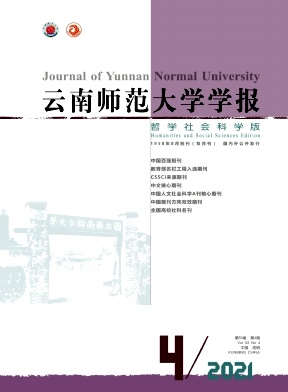 Journal of Yunnan Normal University
云南师范大学学报
哲学社会科学版
Humanities and Social Sciences Edition
1958年8月创刊（双月刊） 国内外公开发行
中国百强报刊
教育部名栏工程入选期刊
CSSCI来源期刊
中文核心期刊
中国人文社会科学A刊核心期刊
中国期刊方阵双效期刊
全国高校社科名刊
4/2021
中国 昆明
KUNMING CHINA